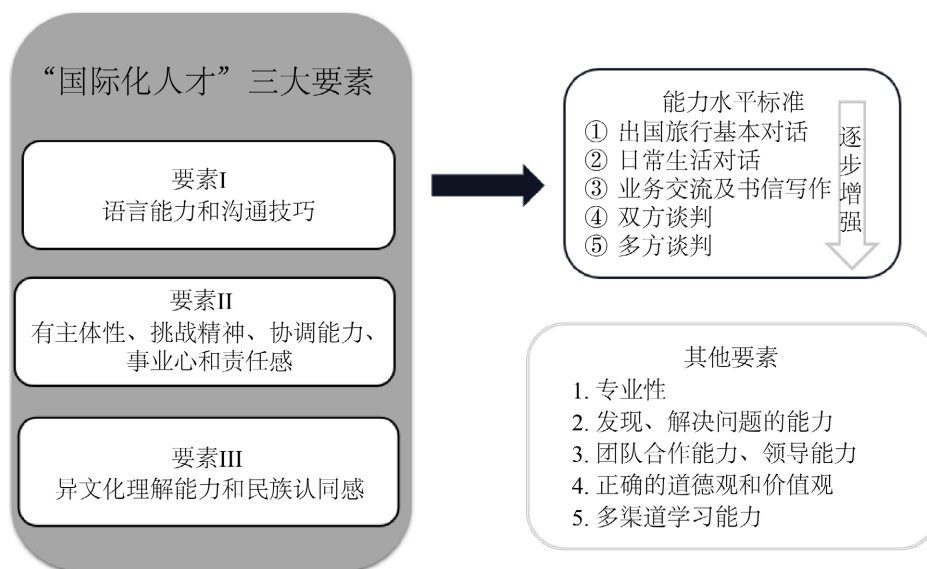 “国际化人才”三大要素
要素I
语言能力和沟通技巧
要素II
有主体性、挑战精神、协调能力、
事业心和责任感
要素III
异文化理解能力和民族认同感
能力水平标准
① 出国旅行基本对话
② 日常生活对话
③ 业务交流及书信写作
④ 双方谈判
⑤ 多方谈判
逐步增强
其他要素
1. 专业性
2. 发现、解决问题的能力
3. 团队合作能力、领导能力
4. 正确的道德观和价值观
5. 多渠道学习能力